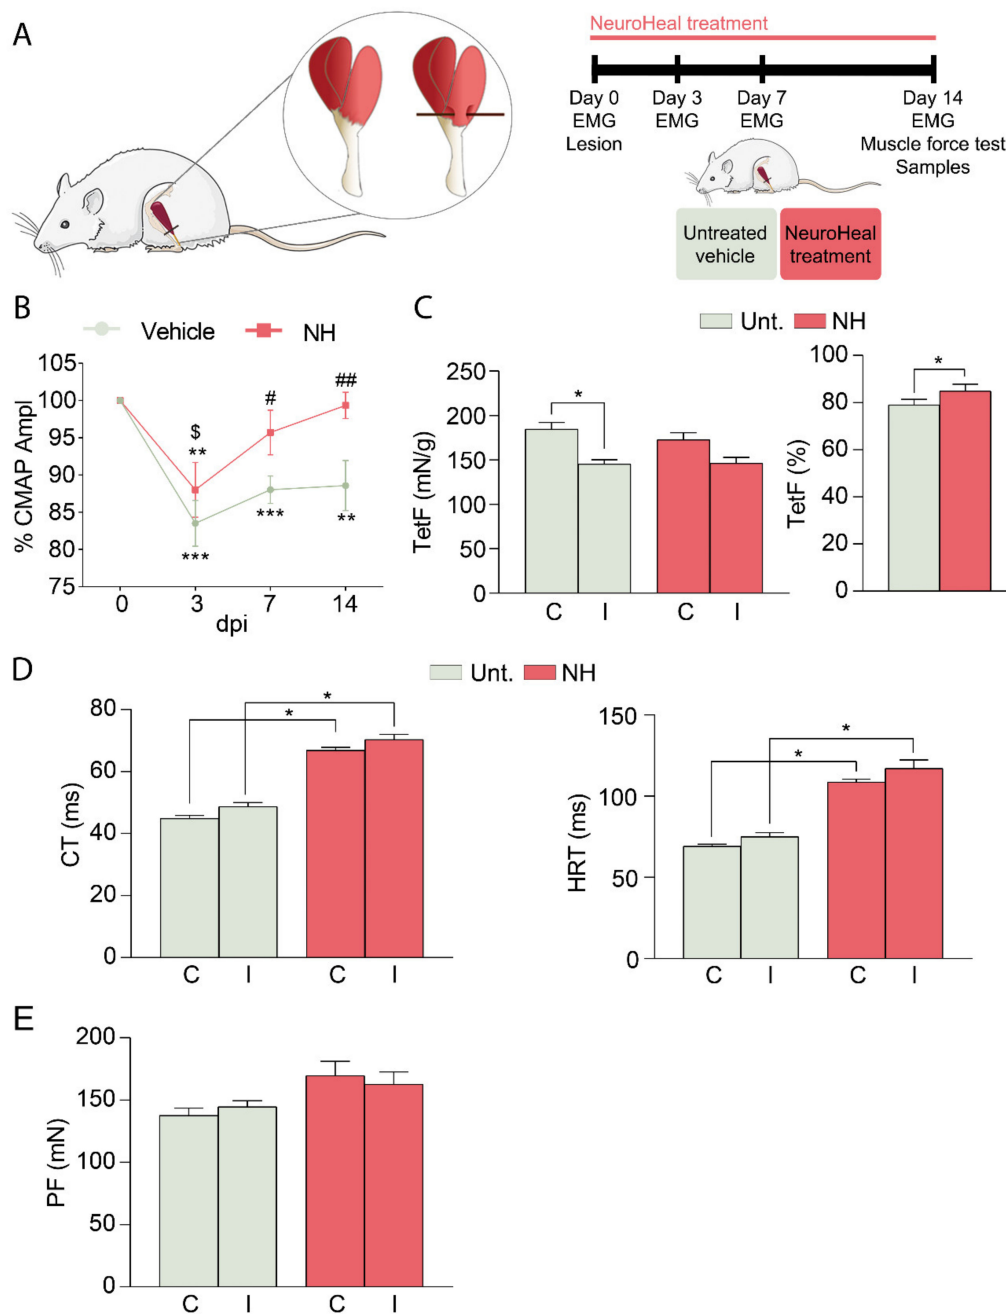 A
NeuroHeal treatment
Day 0
EMG
Lesion
Day 3
EMG
Day 7
EMG
Day 14
EMG
Muscle force test
Samples
Untreated
vehicle
NeuroHeal
treatment
B
Vehicle
NH
% CMAP Ampl
105
100
95
90
85
80
75
$
**
***
#
***
##
**
0 3 7 14
dpi
C
Unt. NH
TetF (mN/g)
250
200
150
100
50
0
*
C I C I
TetF (%)
100
80
60
40
20
0
*
D
Unt. NH
CT (ms)
80
60
40
20
0
*
*
C I C I
HRT (ms)
150
100
50
0
*
*
C I C I
E
PF (mN)
200
150
100
50
0
C I C I